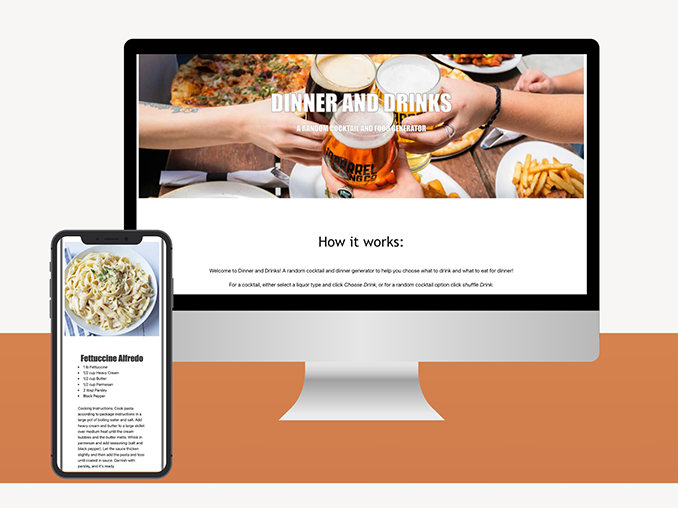 DINNER AND DRINKS
A RANDOM COCKTAIL AND FOOD GENERATOR
BARREL
NG CO
How it works:
Welcome to Dinner and Drinks! A random cocktail and dinner generator to help you choose what to drink and what to eat for dinner!
For a cocktail, either select a liquor type and click Choose Drink, or for a random cocktail option click shuffle Drink.
Fettuccine Alfredo
1 lb Fettuccine
1/2 cup Heavy Cream
1/2 cup Butter
1/2 cup Parmesan
2 tbsp Parsley
Black Pepper
Cooking Instructions: Cook pasta
according to package instructions in a
large pot of boiling water and salt. Add
heavy cream and butter to a large skillet
over medium heat until the cream
bubbles and the butter melts. Whisk in
parmesan and add seasoning (salt and
black pepper). Let the sauce thicken
slightly and then add the pasta and toss
until coated in sauce. Garnish with
parsley, and it's ready.